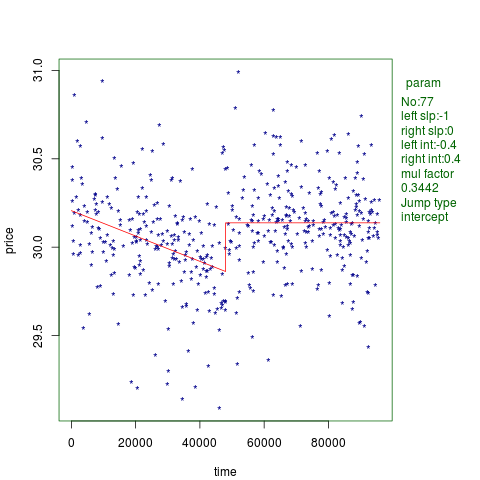 31.0
30.5
30.0
29.5
price
0
20000
40000
60000
80000
time
param
No:77
left slp:-1
right slp:0
left int:-0.4
right int:0.4
mul factor
0.3442
Jump type
intercept